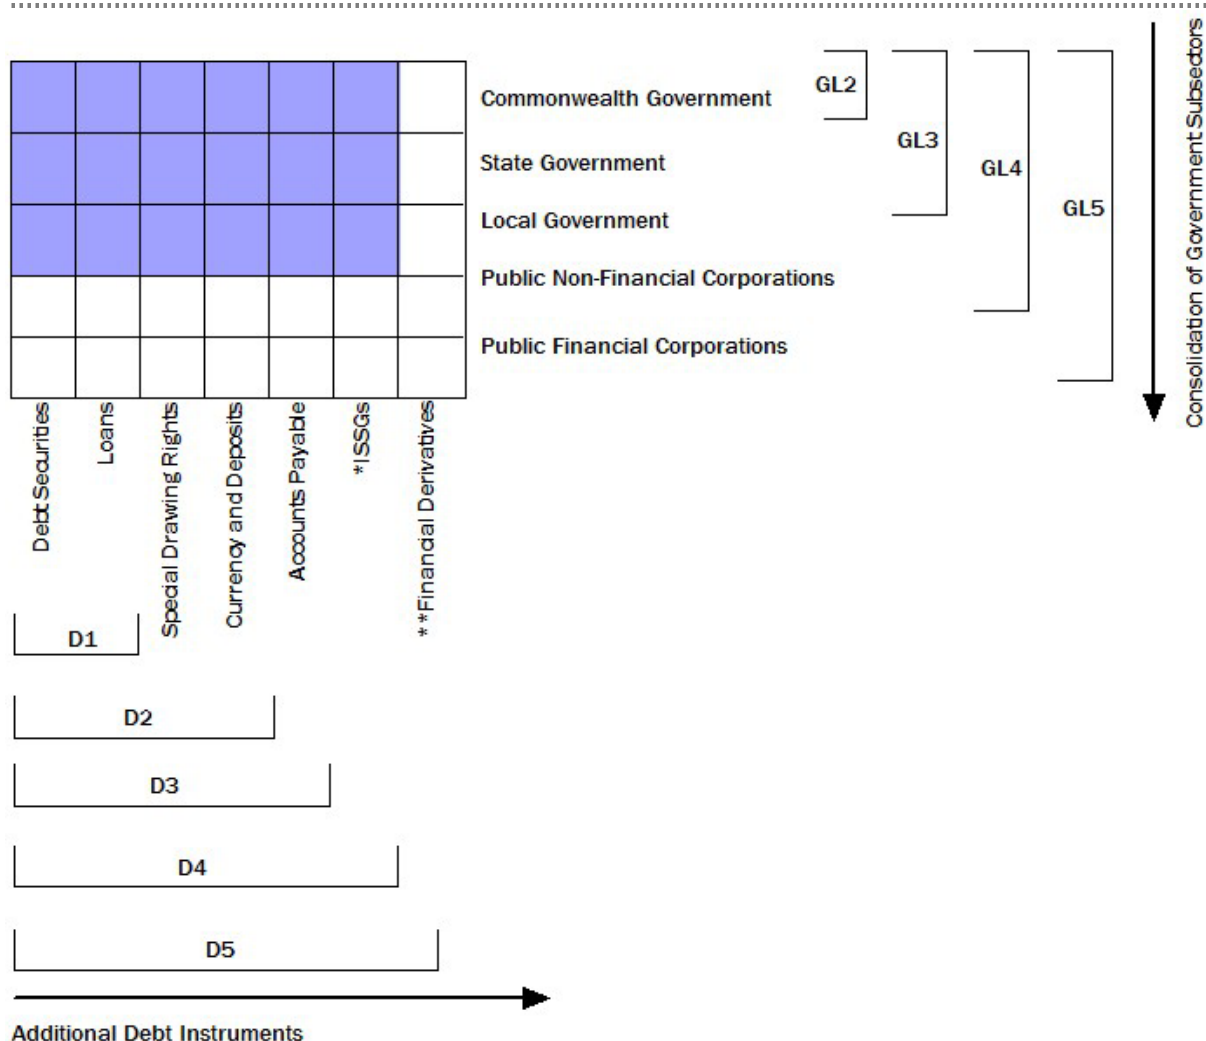 Commonwealth Government
State Government
Local Government
Public Non-Financial Corporations
Public Financial Corporations
GL2
GL3
GL4
GL5
Consolidation of Government Subsectors
Debt Securities
Loans
Special Drawing Rights
Currency and Deposits
Accounts Payable
*ISSGs
**Financial Derivatives
D1
D2
D3
D4
D5
Additional Debt Instruments